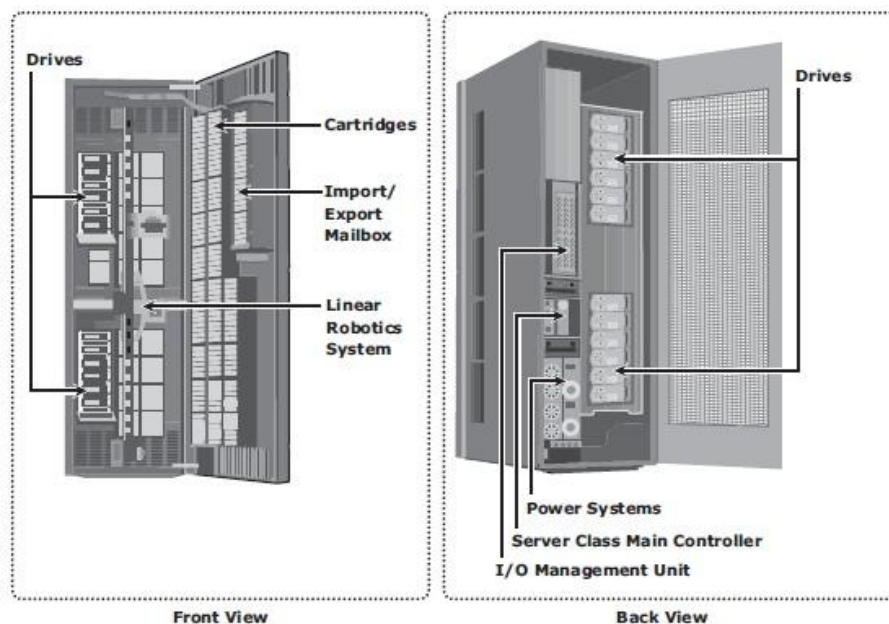 Drives
Cartridges
Import/
Export
Mailbox
Linear
Robotics
System
Front View
Drives
Power Systems
Server Class Main Controller
I/O Management Unit
Back View